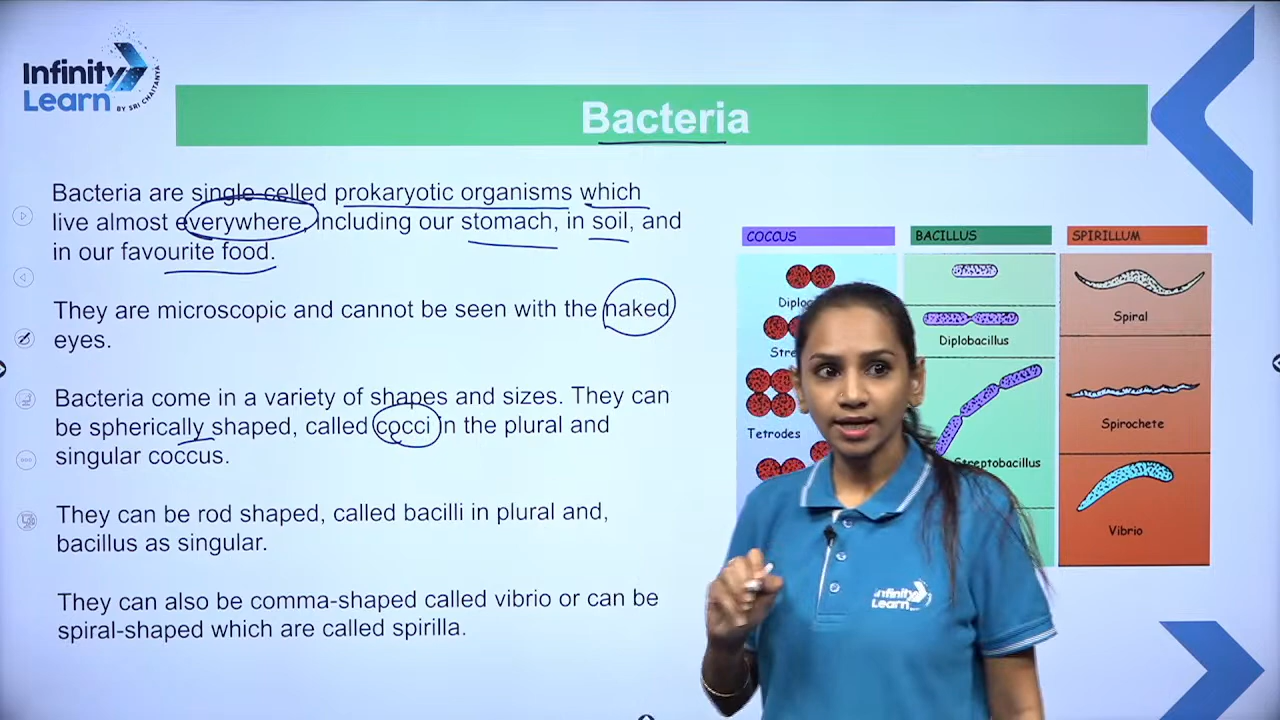 Infinity
Learn
BY SRI CHAITANYA
Bacteria
Bacteria are single celled prokaryotic organisms which
live almost everywhere, including our stomach, in soil, and
in our favourite food.
They are microscopic and cannot be seen with the naked
eyes.
Bacteria come in a variety of shapes and sizes. They can
be spherically shaped, called cocci in the plural and
singular coccus.
They can be rod shaped, called bacilli in plural and,
bacillus as singular.
They can also be comma-shaped called vibrio or can be
spiral-shaped which are called spirilla.
COCCUS
BACILLUS
SPIRILLUM
Tetrodes
Diplobacillus
Streptobacillus
Spiral
Spirochete
Vibrio
Infinity
Learn